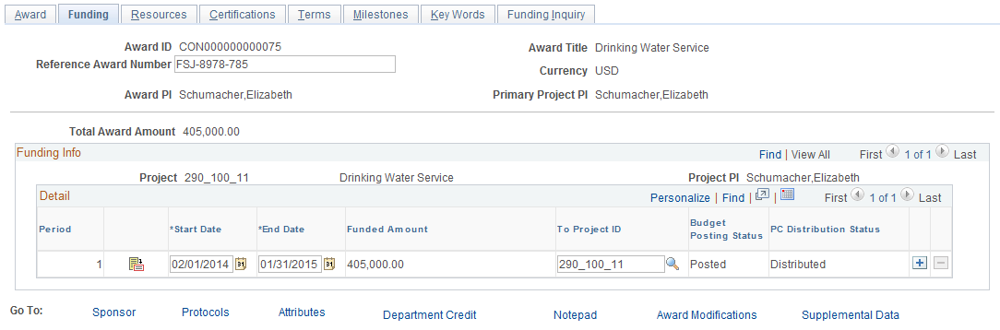 Award Funding Resources Certifications Terms Milestones Key Words Funding Inquiry
Award ID CON000000000075 Award Title Drinking Water Service
Reference Award Number FSJ-8978-785 Currency USD
Award PI Schumacher,Elizabeth Primary Project PI Schumacher,Elizabeth
Total Award Amount 405,000.00
Funding Info Find | View All First 1 of 1 Last
Project 290_100_11 Drinking Water Service Project PI Schumacher,Elizabeth
Detail Personalize | Find | | First 1 of 1 Last
Period *Start Date *End Date Funded Amount To Project ID Budget Posting Status PC Distribution Status
1 02/01/2014 31 01/31/2015 31 405,000.00 290_100_11 Posted Distributed + -
Go To: Sponsor Protocols Attributes Department Credit Notepad Award Modifications Supplemental Data